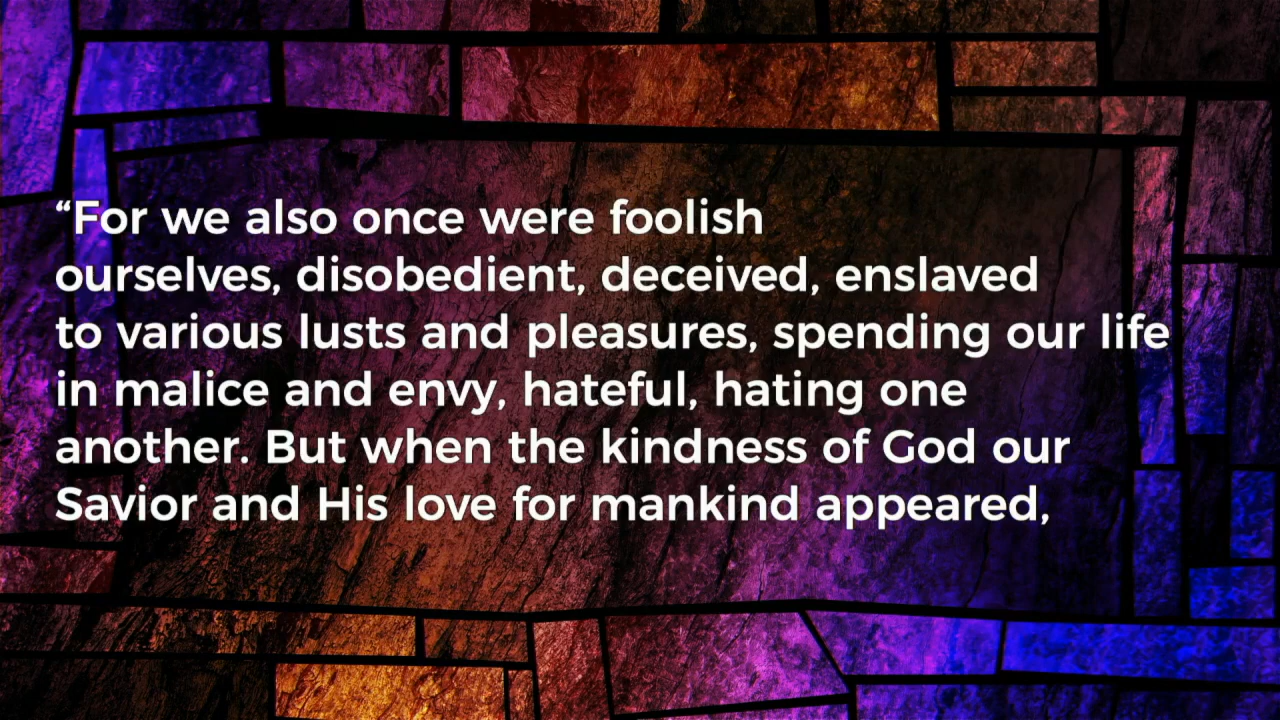 “For we also once were foolish
ourselves, disobedient, deceived, enslaved
to various lusts and pleasures, spending our life
in malice and envy, hateful, hating one
another. But when the kindness of God our
Savior and His love for mankind appeared,